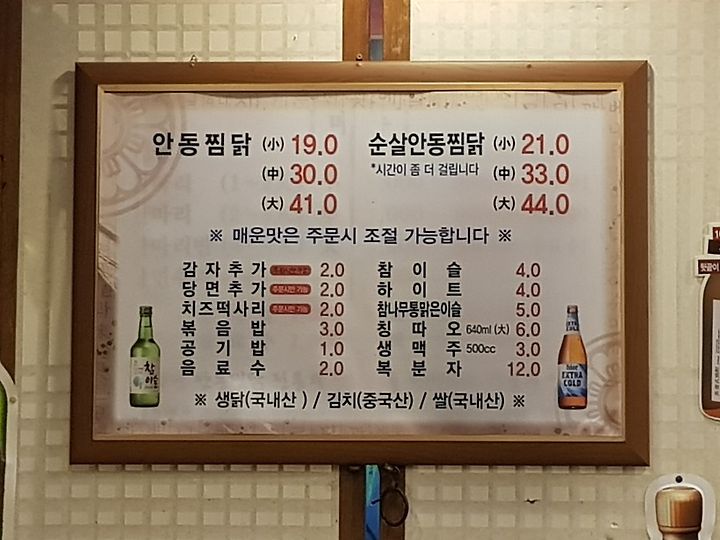 안동찜닭 (小) 19.0 순살안동찜닭 (小) 21.0
(中) 30.0 *시간이 좀 더 걸립니다 (中) 33.0
(大) 41.0 (大) 44.0
※ 매운맛은 주문시 조절 가능합니다 ※
감자추가 2.0 참이슬 4.0
당면추가 주문시만 가능 2.0 하이트 4.0
치즈떡사리 주문시만 가능 2.0 참나무통맑은이슬 5.0
볶음밥 3.0 칭따오 640ml (大) 6.0
공기밥 1.0 생맥주 500cc 3.0
음료수 2.0 복분자 12.0
참이슬
EXTRA COLD
※ 생닭(국내산 ) / 김치(중국산) / 쌀(국내산) ※